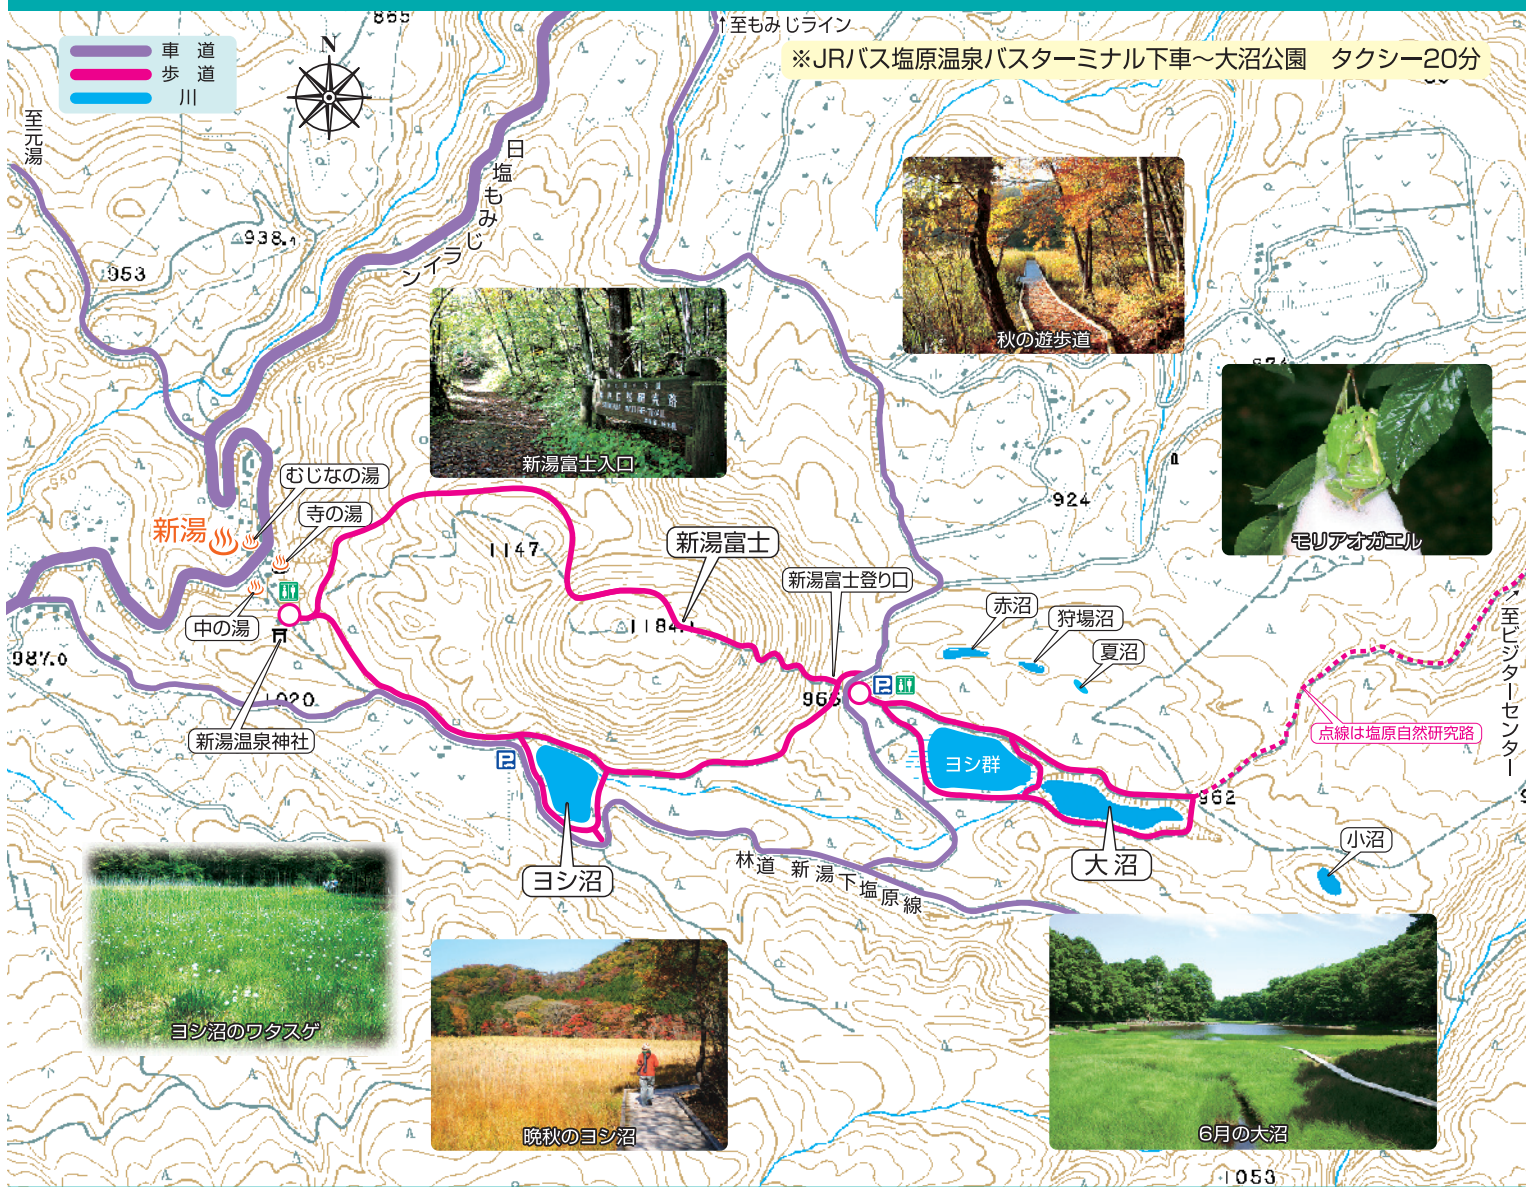 865
↑至もみじライン
車道
歩道
川
N
※JRバス塩原温泉バスターミナル下車～大沼公園　タクシー20分
至元湯
日塩もみじライン
938.1
953
秋の遊歩道
新湯富士入口
モリアオガエル
むじなの湯
寺の湯
新湯
中の湯
924
1147
新湯富士
新湯富士登り口
1184
赤沼
狩場沼
夏沼
至ビジターセンター
987.0
1020
966
新湯温泉神社
点線は塩原自然研究路
ヨシ群
962
小沼
大沼
ヨシ沼
林道 新湯下塩原線
ヨシ沼のワタスゲ
晩秋のヨシ沼
6月の大沼
1053